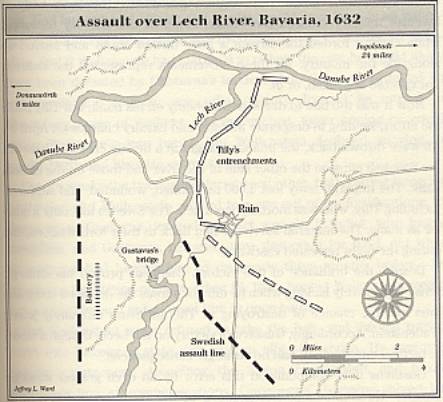 Assault over Lech River, Bavaria, 1632
Ingolstadt
24 miles
Donauwörth
6 miles
Danube River
Lech River
Danube River
Tilly's
entrenchments
Rain
Gustavus's
bridge
Battery
Swedish
assault line
0 Miles 2
0 Kilometers
Jeffrey L. Ward